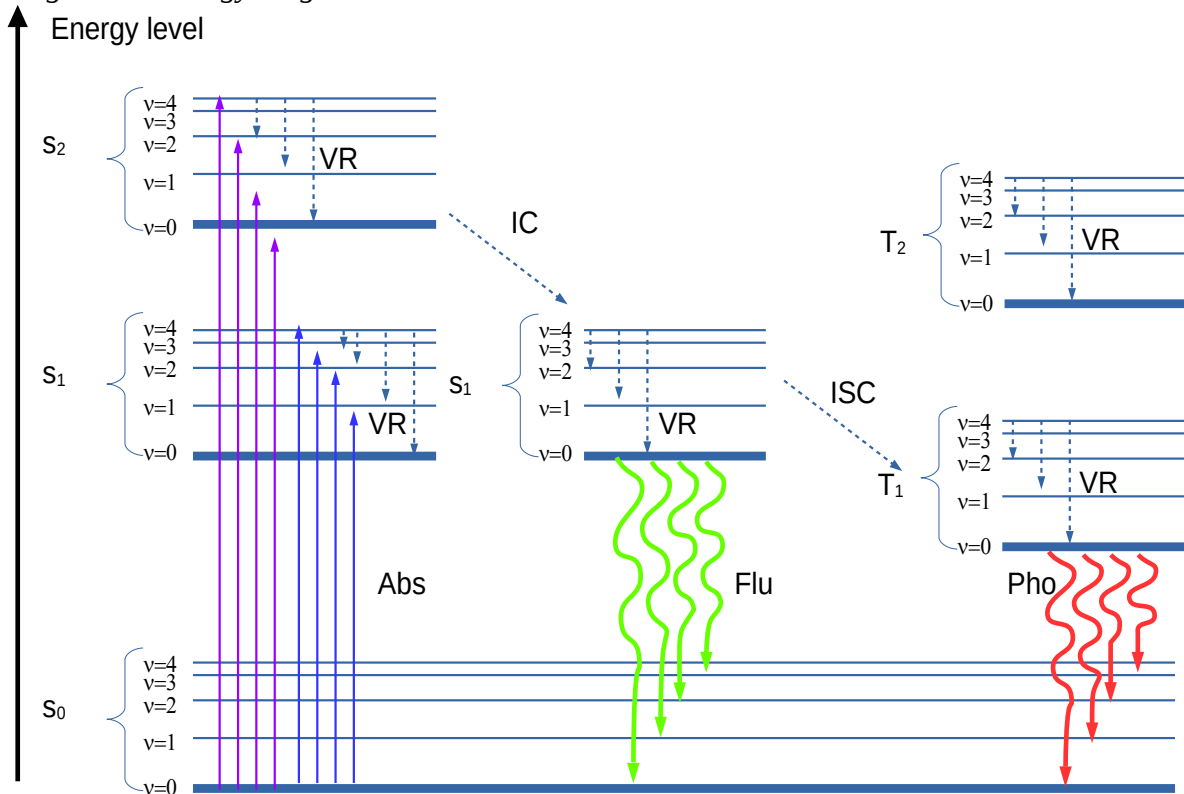 Energy level
ν=4
ν=3
ν=2
ν=1
ν=0
S2
VR
IC
ν=4
ν=3
ν=2
ν=1
ν=0
T2
VR
ν=4
ν=3
ν=2
ν=1
ν=0
S1
VR
ν=4
ν=3
ν=2
ν=1
ν=0
S1
VR
ISC
ν=4
ν=3
ν=2
ν=1
ν=0
T1
VR
Abs
Flu
Pho
ν=4
ν=3
ν=2
ν=1
ν=0
S0